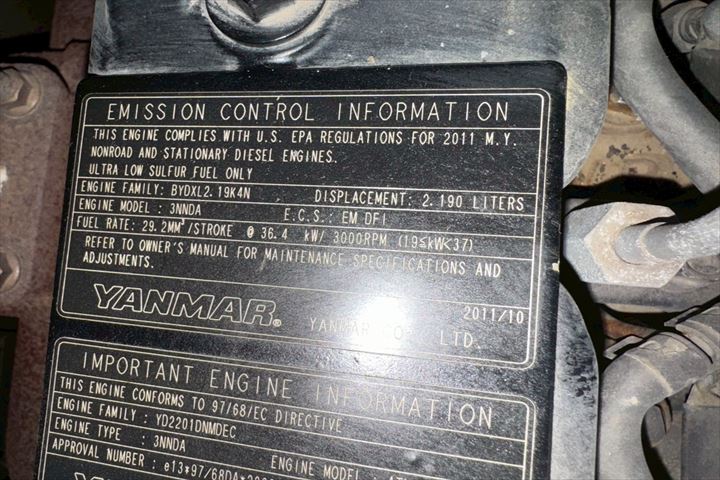 EMISSION CONTROL INFORMATION
THIS ENGINE COMPLIES WITH U.S. EPA REGULATIONS FOR 2011 M.Y.
NONROAD AND STATIONARY DIESEL ENGINES.
ULTRA LOW SULFUR FUEL ONLY
ENGINE FAMILY: BYDXL2.19K4N DISPLACEMENT: 2.190 LITERS
ENGINE MODEL : 3NNDA E.C.S.: EM DFI
FUEL RATE: 29.2MM³/STROKE @ 36.4 kW/ 3000RPM (19≤kW<37)
REFER TO OWNER'S MANUAL FOR MAINTENANCE SPECIFICATIONS AND
ADJUSTMENTS.
2011/10
YANMAR® YANMAR CO., LTD.
IMPORTANT ENGINE INFORMATION
THIS ENGINE CONFORMS TO 97/68/EC DIRECTIVE
ENGINE FAMILY : YD2201DNMDEC
ENGINE TYPE : 3NNDA
APPROVAL NUMBER : ENGINE MODEL :